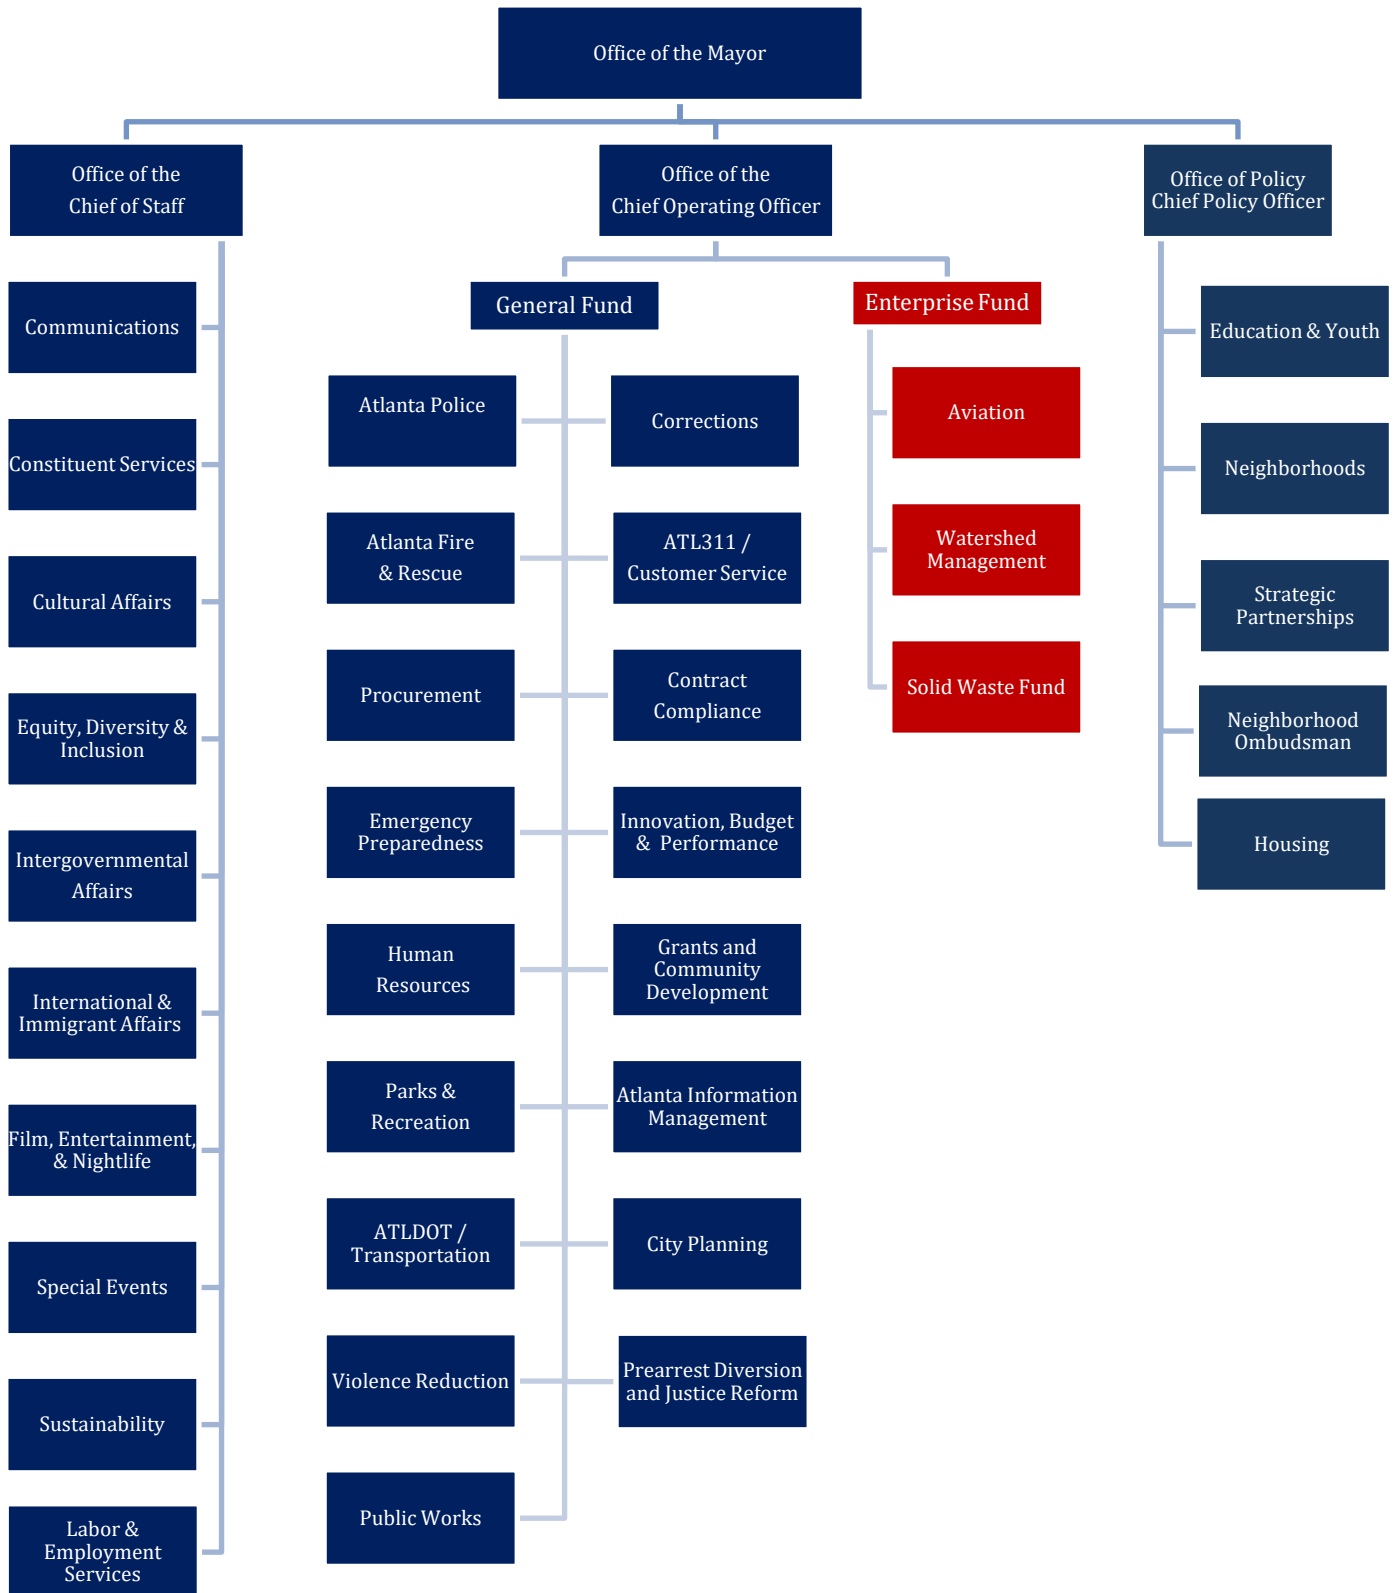 Office of the Mayor
Office of the
Chief of Staff
Office of the
Chief Operating Officer
Office of Policy
Chief Policy Officer
Communications
Constituent Services
Cultural Affairs
Equity, Diversity &
Inclusion
Intergovernmental
Affairs
International &
Immigrant Affairs
Film, Entertainment,
& Nightlife
Special Events
Sustainability
Labor &
Employment
Services
General Fund
Atlanta Police
Corrections
Atlanta Fire
& Rescue
ATL311 /
Customer Service
Procurement
Contract
Compliance
Emergency
Preparedness
Innovation, Budget
& Performance
Human
Resources
Grants and
Community
Development
Parks &
Recreation
Atlanta Information
Management
ATLDOT /
Transportation
City Planning
Violence Reduction
Prearrest Diversion
and Justice Reform
Public Works
Enterprise Fund
Aviation
Watershed
Management
Solid Waste Fund
Education & Youth
Neighborhoods
Strategic
Partnerships
Neighborhood
Ombudsman
Housing